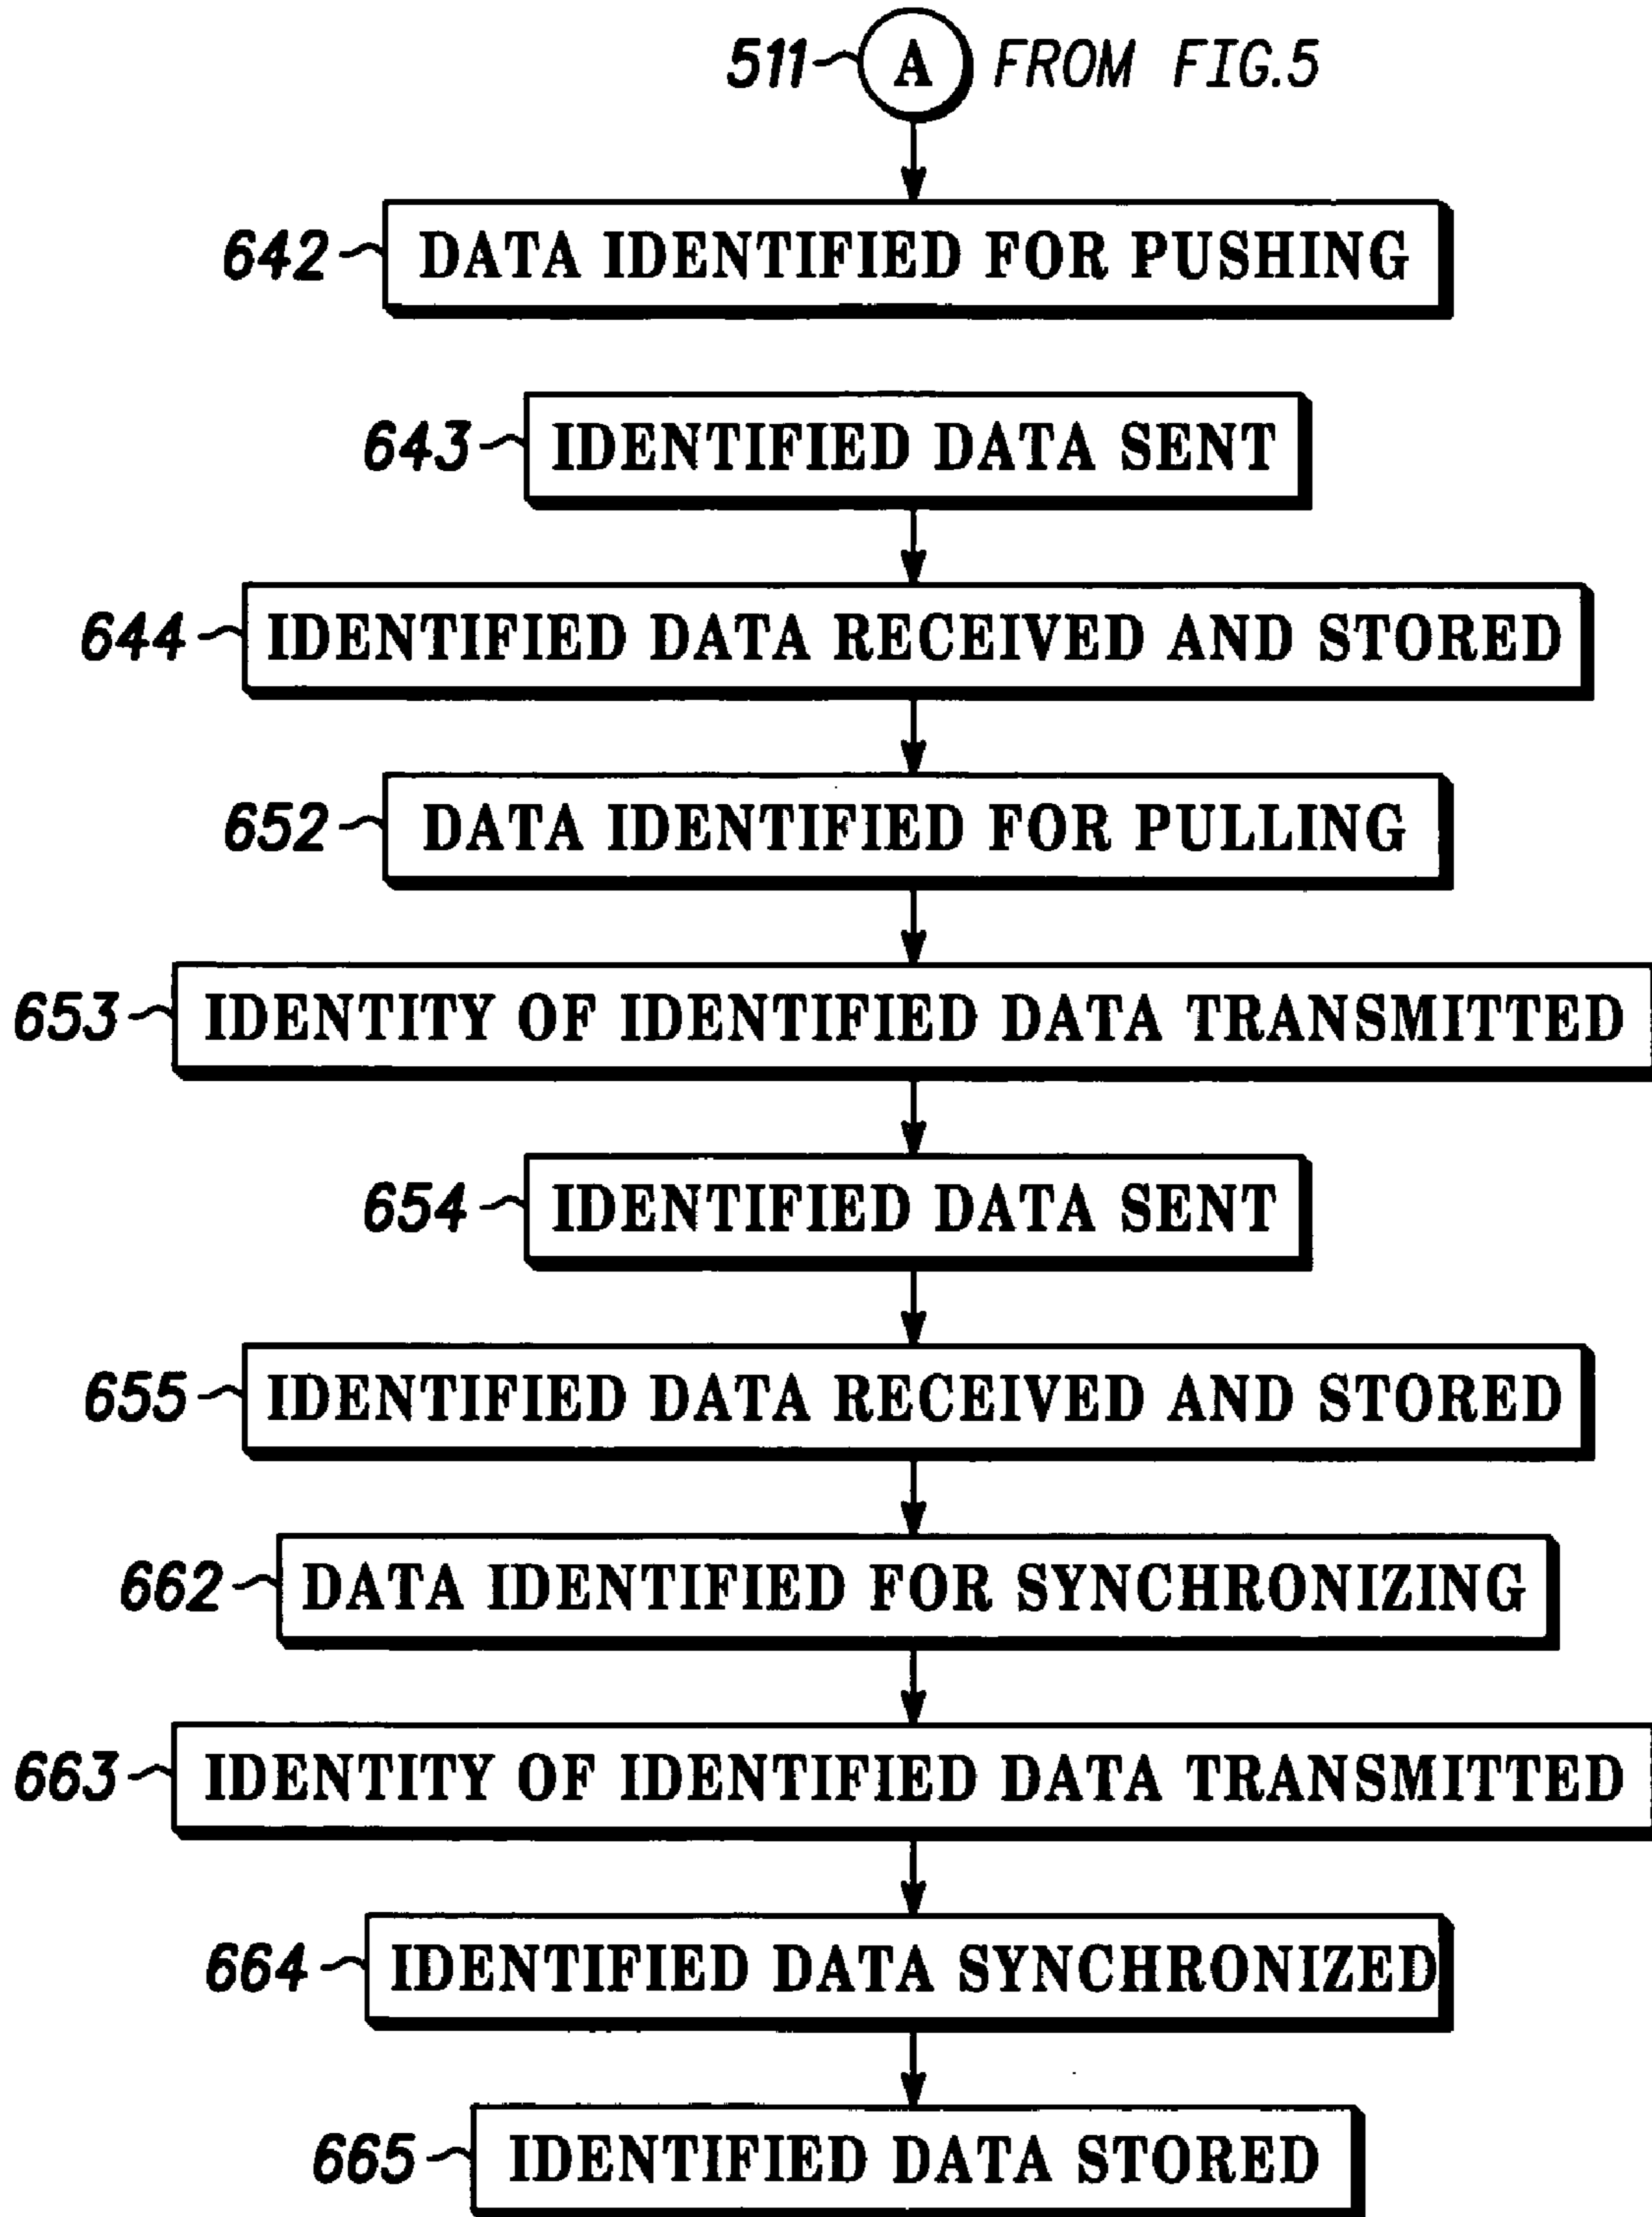 511 A FROM FIG.5
642 DATA IDENTIFIED FOR PUSHING
643 IDENTIFIED DATA SENT
644 IDENTIFIED DATA RECEIVED AND STORED
652 DATA IDENTIFIED FOR PULLING
653 IDENTITY OF IDENTIFIED DATA TRANSMITTED
654 IDENTIFIED DATA SENT
655 IDENTIFIED DATA RECEIVED AND STORED
662 DATA IDENTIFIED FOR SYNCHRONIZING
663 IDENTITY OF IDENTIFIED DATA TRANSMITTED
664 IDENTIFIED DATA SYNCHRONIZED
665 IDENTIFIED DATA STORED